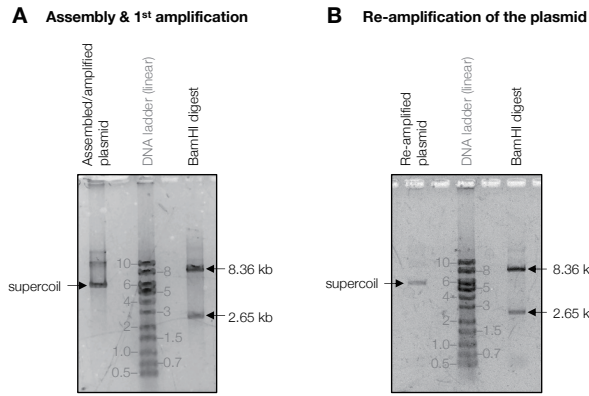 A Assembly & 1st amplification
Assembled/amplified
plasmid
DNA ladder (linear)
BamHI digest
10
8
6
5
4
3
2
1.5
1.0
0.7
0.5
supercoil
8.36 kb
2.65 kb
B Re-amplification of the plasmid
Re-amplified
plasmid
DNA ladder (linear)
BamHI digest
10
8
6
5
4
3
2
1.5
1.0
0.7
0.5
supercoil
8.36 k
2.65 k